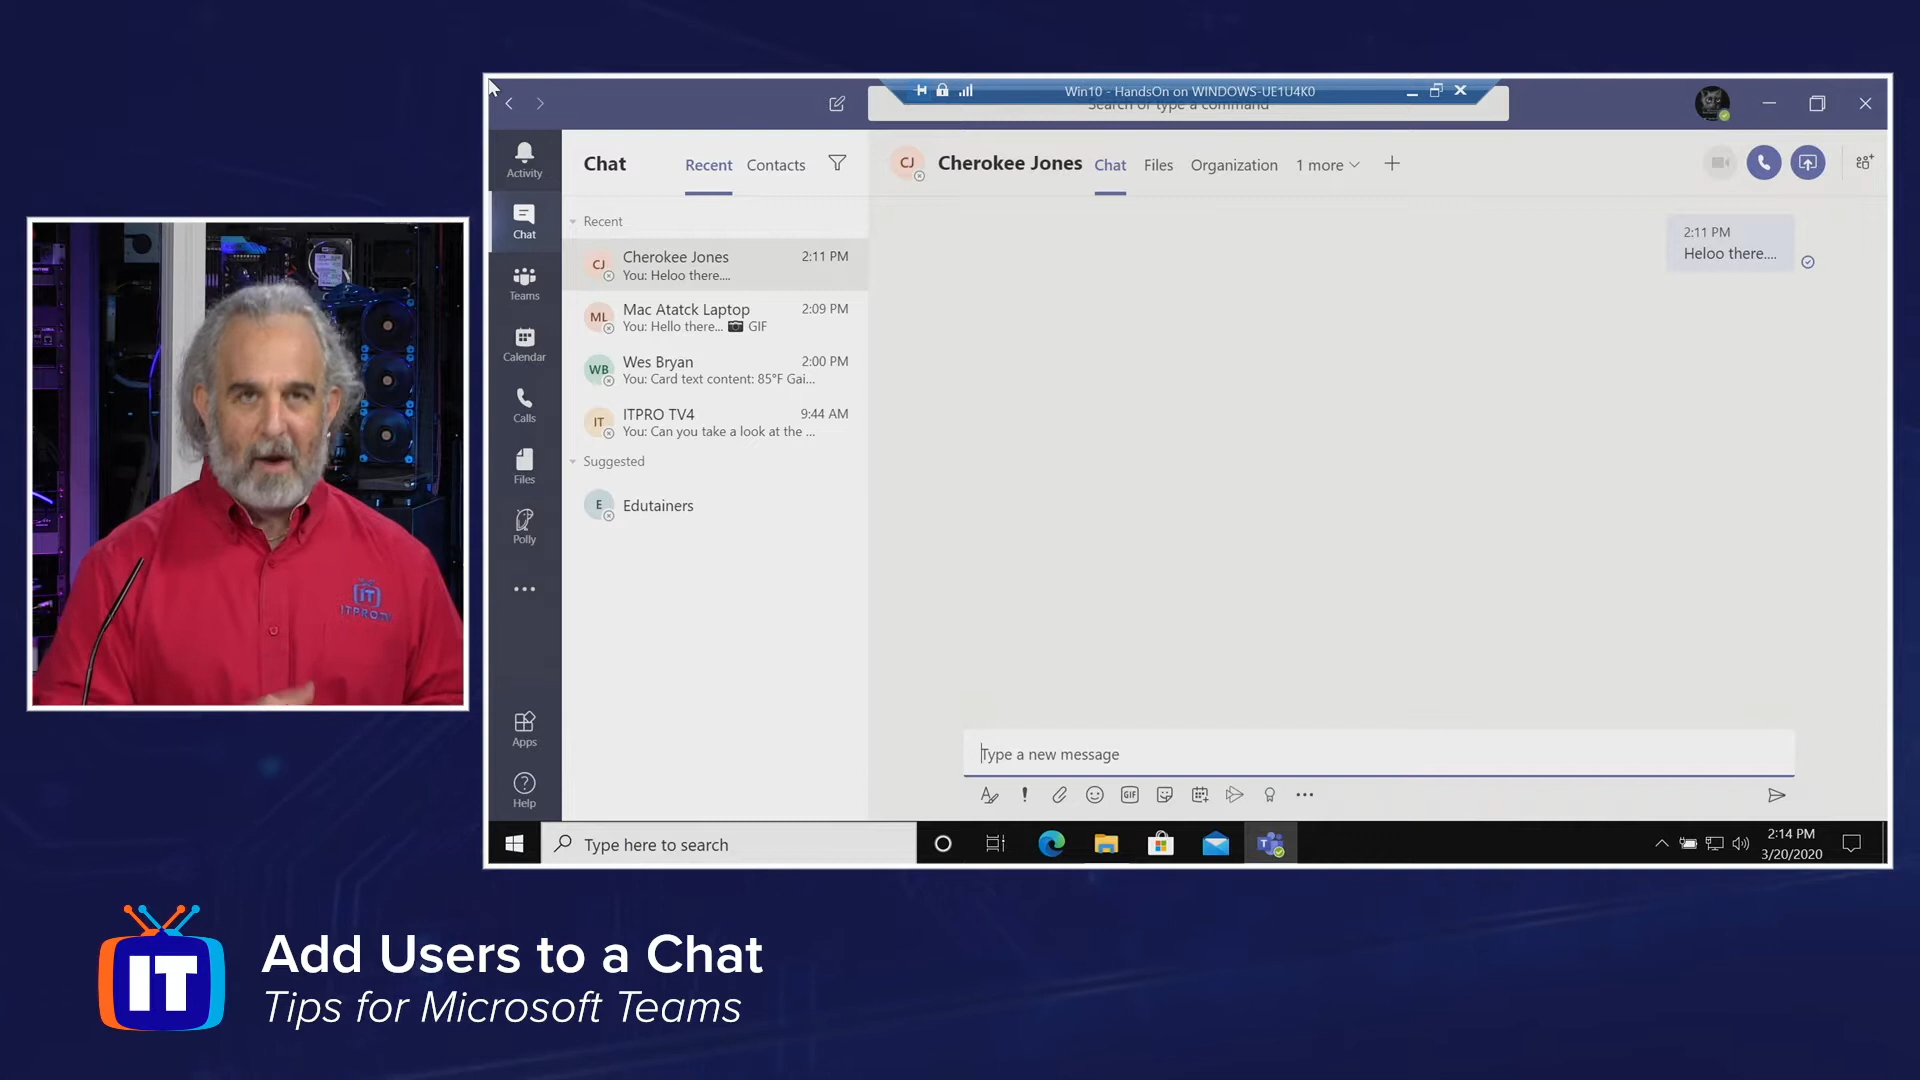 Win10 - HandsOn on WINDOWS-UE1U4K0
Search or type a command
Activity
Chat
Teams
Calendar
Calls
Files
Polly
Apps
Help
Chat
Recent
Contacts
Recent
CJ
Cherokee Jones
2:11 PM
You: Heloo there....
ML
Mac Atatck Laptop
2:09 PM
You: Hello there... GIF
WB
Wes Bryan
2:00 PM
You: Card text content: 85°F Gai...
IT
ITPRO TV4
9:44 AM
You: Can you take a look at the ...
Suggested
E
Edutainers
CJ
Cherokee Jones
Chat
Files
Organization
1 more
2:11 PM
Heloo there....
Type a new message
GIF
Type here to search
T
2:14 PM
3/20/2020
IT
ITPROTV
IT
Add Users to a Chat
Tips for Microsoft Teams